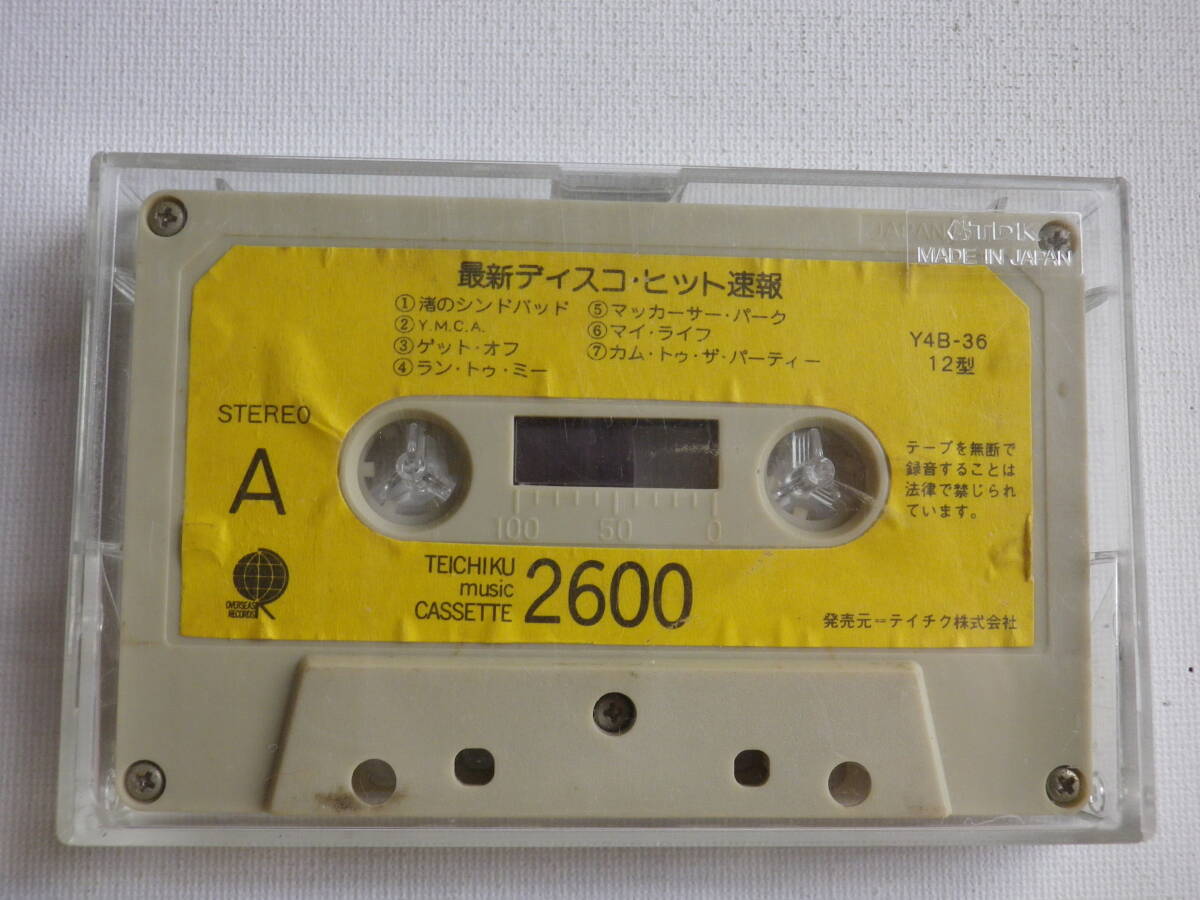 JAPAN TDK
MADE IN JAPAN
最新ディスコ・ヒット速報
①渚のシンドバッド
②Y.M.C.A.
③ゲット・オフ
④ラン・トゥ・ミー
⑤マッカーサー・パーク
⑥マイ・ライフ
⑦カム・トゥ・ザ・パーティー
Y4B-36
12型
STEREO
A
テープを無断で
録音することは
法律で禁じられ
ています。
100 50 0
OVERSEAS
RECORDS
TEICHIKU
music
CASSETTE
2600
発売元=テイチク株式会社